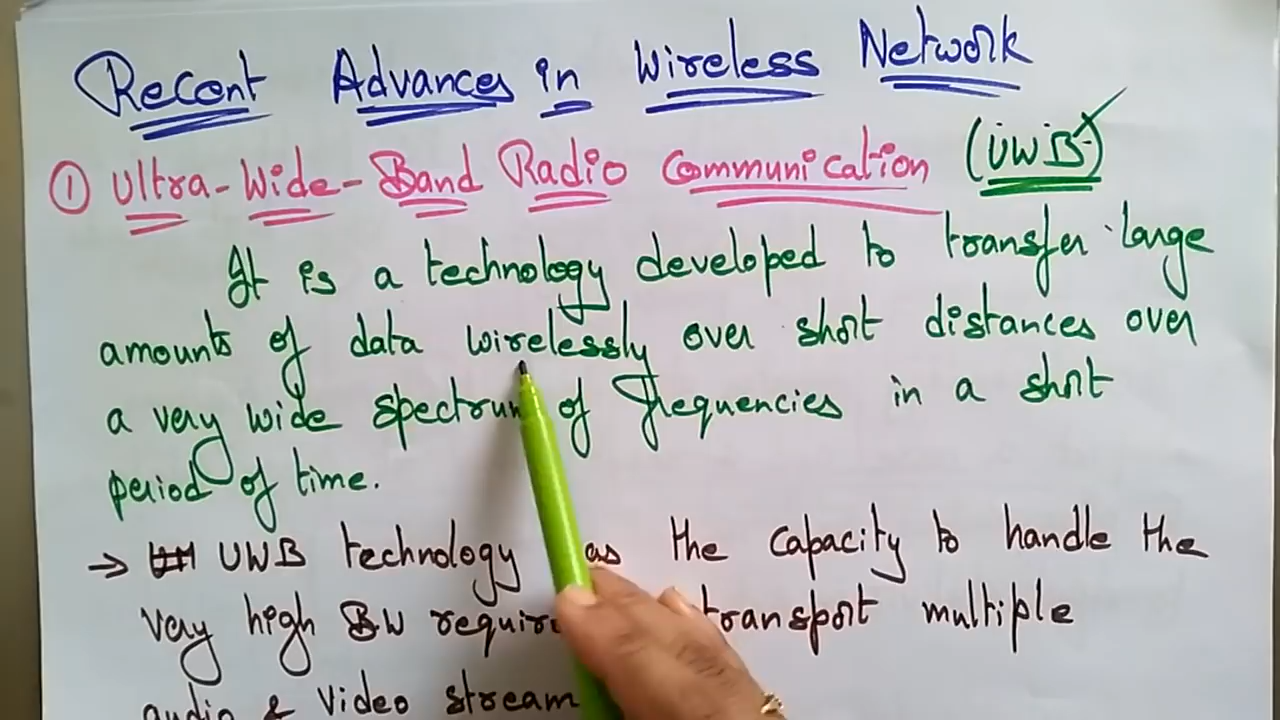 Recent Advances in Wireless Network
① Ultra-Wide-Band Radio Communication (UWB)
It is a technology developed to transfer large
amounts of data wirelessly over short distances over
a very wide spectrum of frequencies in a short
period of time.
→ UWB technology as the capacity to handle the
very high BW transport multiple
audio & Video stream